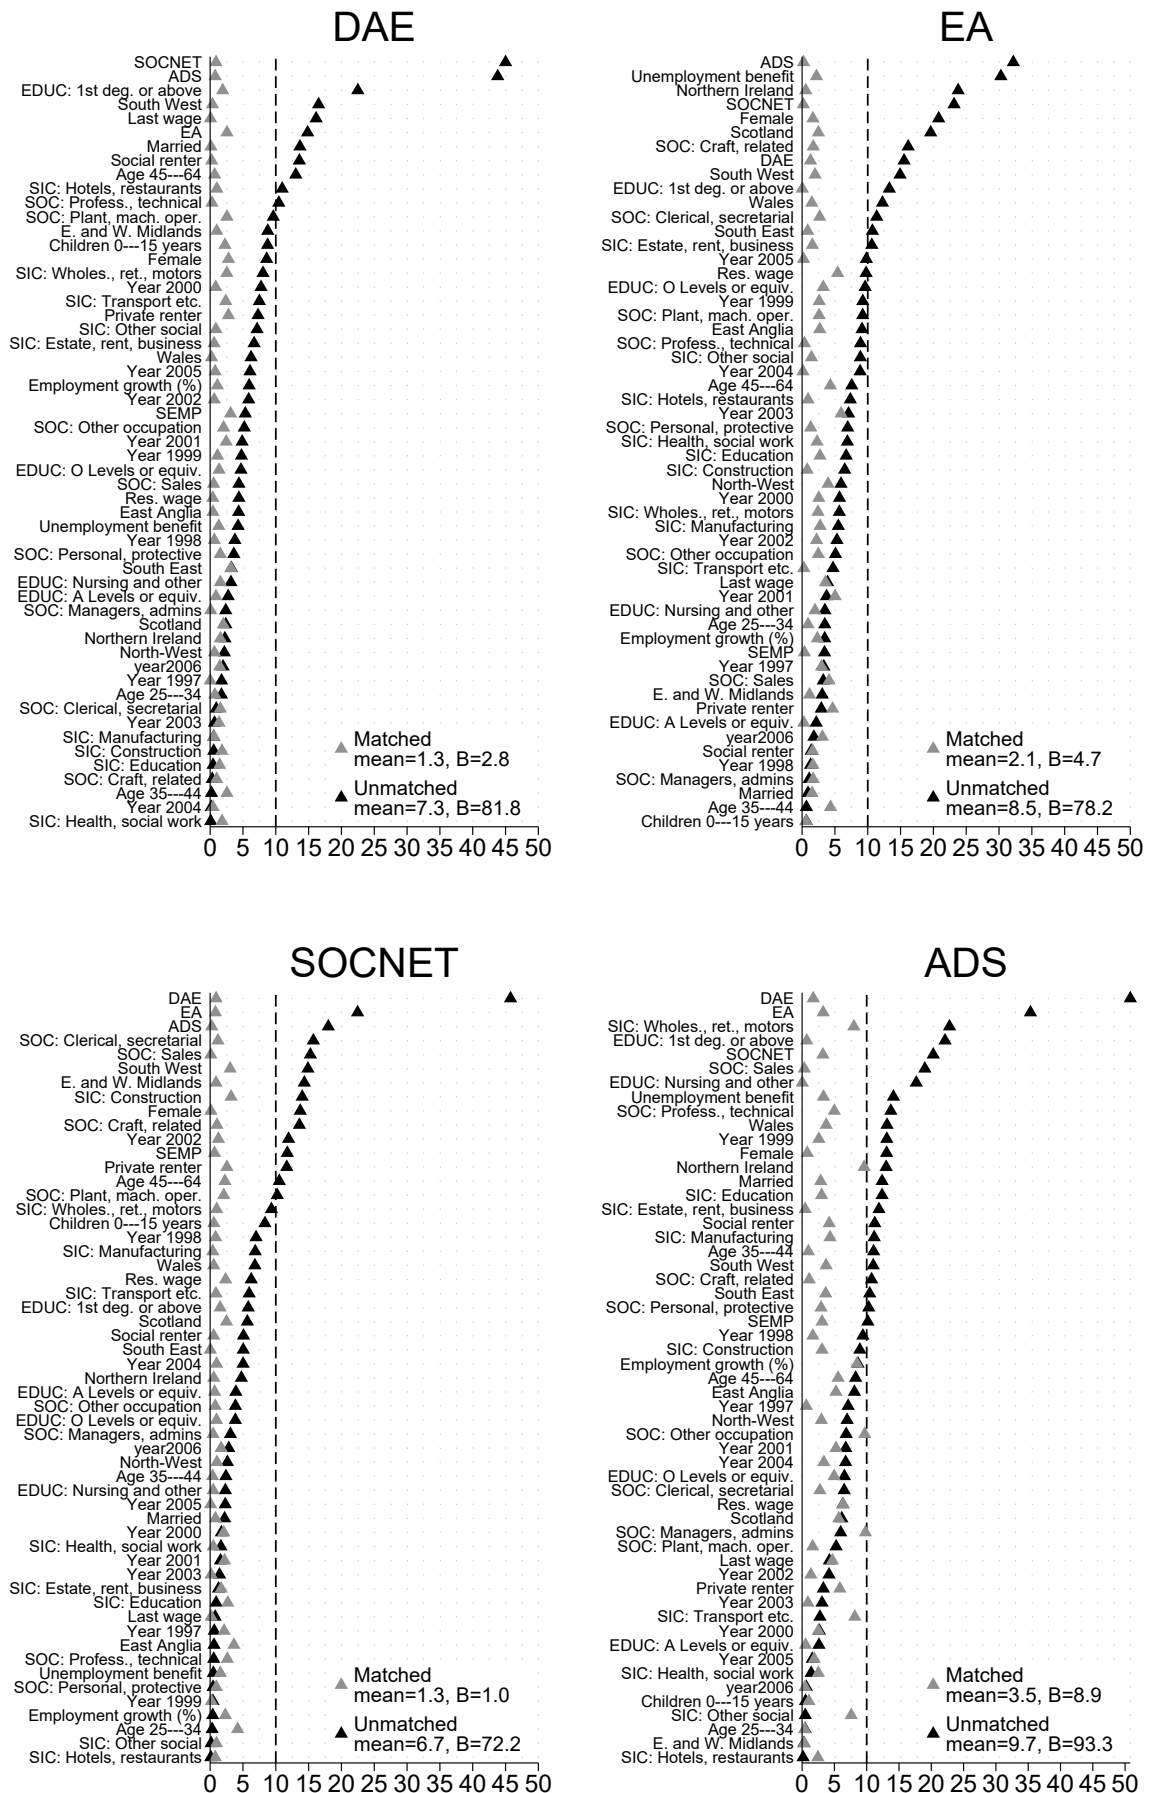 DAE
SOCNET
ADS
EDUC: 1st deg. or above
South West
Last wage
EA
Married
Social renter
Age 45---64
SIC: Hotels, restaurants
SOC: Profess., technical
SOC: Plant, mach. oper.
E. and W. Midlands
Children 0---15 years
Female
SIC: Wholes., ret., motors
Year 2000
SIC: Transport etc.
Private renter
SIC: Other social
SIC: Estate, rent, business
Wales
Year 2005
Employment growth (%)
Year 2002
SEMP
SOC: Other occupation
Year 2001
Year 1999
EDUC: O Levels or equiv.
SOC: Sales
Res. wage
East Anglia
Unemployment benefit
Year 1998
SOC: Personal, protective
South East
EDUC: Nursing and other
EDUC: A Levels or equiv.
SOC: Managers, admins
Scotland
Northern Ireland
North-West
year2006
Year 1997
Age 25---34
SOC: Clerical, secretarial
Year 2003
SIC: Manufacturing
SIC: Construction
SIC: Education
SOC: Craft, related
Age 35---44
Year 2004
SIC: Health, social work
Matched
mean=1.3, B=2.8
Unmatched
mean=7.3, B=81.8
0 5 10 15 20 25 30 35 40 45 50
EA
ADS
Unemployment benefit
Northern Ireland
SOCNET
Female
Scotland
SOC: Craft, related
DAE
South West
EDUC: 1st deg. or above
Wales
SOC: Clerical, secretarial
South East
SIC: Estate, rent, business
Year 2005
Res. wage
EDUC: O Levels or equiv.
Year 1999
SOC: Plant, mach. oper.
East Anglia
SOC: Profess., technical
SIC: Other social
Year 2004
Age 45---64
SIC: Hotels, restaurants
Year 2003
SOC: Personal, protective
SIC: Health, social work
SIC: Education
SIC: Construction
North-West
Year 2000
SIC: Wholes., ret., motors
SIC: Manufacturing
Year 2002
SOC: Other occupation
SIC: Transport etc.
Last wage
Year 2001
EDUC: Nursing and other
Age 25---34
Employment growth (%)
SEMP
Year 1997
SOC: Sales
E. and W. Midlands
Private renter
EDUC: A Levels or equiv.
year2006
Social renter
Year 1998
SOC: Managers, admins
Married
Age 35---44
Children 0---15 years
Matched
mean=2.1, B=4.7
Unmatched
mean=8.5, B=78.2
0 5 10 15 20 25 30 35 40 45 50
SOCNET
DAE
EA
ADS
SOC: Clerical, secretarial
SOC: Sales
South West
E. and W. Midlands
SIC: Construction
Female
SOC: Craft, related
Year 2002
SEMP
Private renter
Age 45---64
SOC: Plant, mach. oper.
SIC: Wholes., ret., motors
Children 0---15 years
Year 1998
SIC: Manufacturing
Wales
Res. wage
SIC: Transport etc.
EDUC: 1st deg. or above
Scotland
Social renter
South East
Year 2004
Northern Ireland
EDUC: A Levels or equiv.
SOC: Other occupation
EDUC: O Levels or equiv.
SOC: Managers, admins
year2006
North-West
Age 35---44
EDUC: Nursing and other
Year 2005
Married
Year 2000
SIC: Health, social work
Year 2001
Year 2003
SIC: Estate, rent, business
SIC: Education
Last wage
Year 1997
East Anglia
SOC: Profess., technical
Unemployment benefit
SOC: Personal, protective
Year 1999
Employment growth (%)
Age 25---34
SIC: Other social
SIC: Hotels, restaurants
Matched
mean=1.3, B=1.0
Unmatched
mean=6.7, B=72.2
0 5 10 15 20 25 30 35 40 45 50
ADS
DAE
EA
SIC: Wholes., ret., motors
EDUC: 1st deg. or above
SOCNET
SOC: Sales
EDUC: Nursing and other
Unemployment benefit
SOC: Profess., technical
Wales
Year 1999
Female
Northern Ireland
Married
SIC: Education
SIC: Estate, rent, business
Social renter
SIC: Manufacturing
Age 35---44
South West
SOC: Craft, related
South East
SOC: Personal, protective
SEMP
Year 1998
SIC: Construction
Employment growth (%)
Age 45---64
East Anglia
Year 1997
North-West
SOC: Other occupation
Year 2001
Year 2004
EDUC: O Levels or equiv.
SOC: Clerical, secretarial
Res. wage
Scotland
SOC: Managers, admins
SOC: Plant, mach. oper.
Last wage
Year 2002
Private renter
Year 2003
SIC: Transport etc.
Year 2000
EDUC: A Levels or equiv.
Year 2005
SIC: Health, social work
year2006
Children 0---15 years
SIC: Other social
Age 25---34
E. and W. Midlands
SIC: Hotels, restaurants
Matched
mean=3.5, B=8.9
Unmatched
mean=9.7, B=93.3
0 5 10 15 20 25 30 35 40 45 50